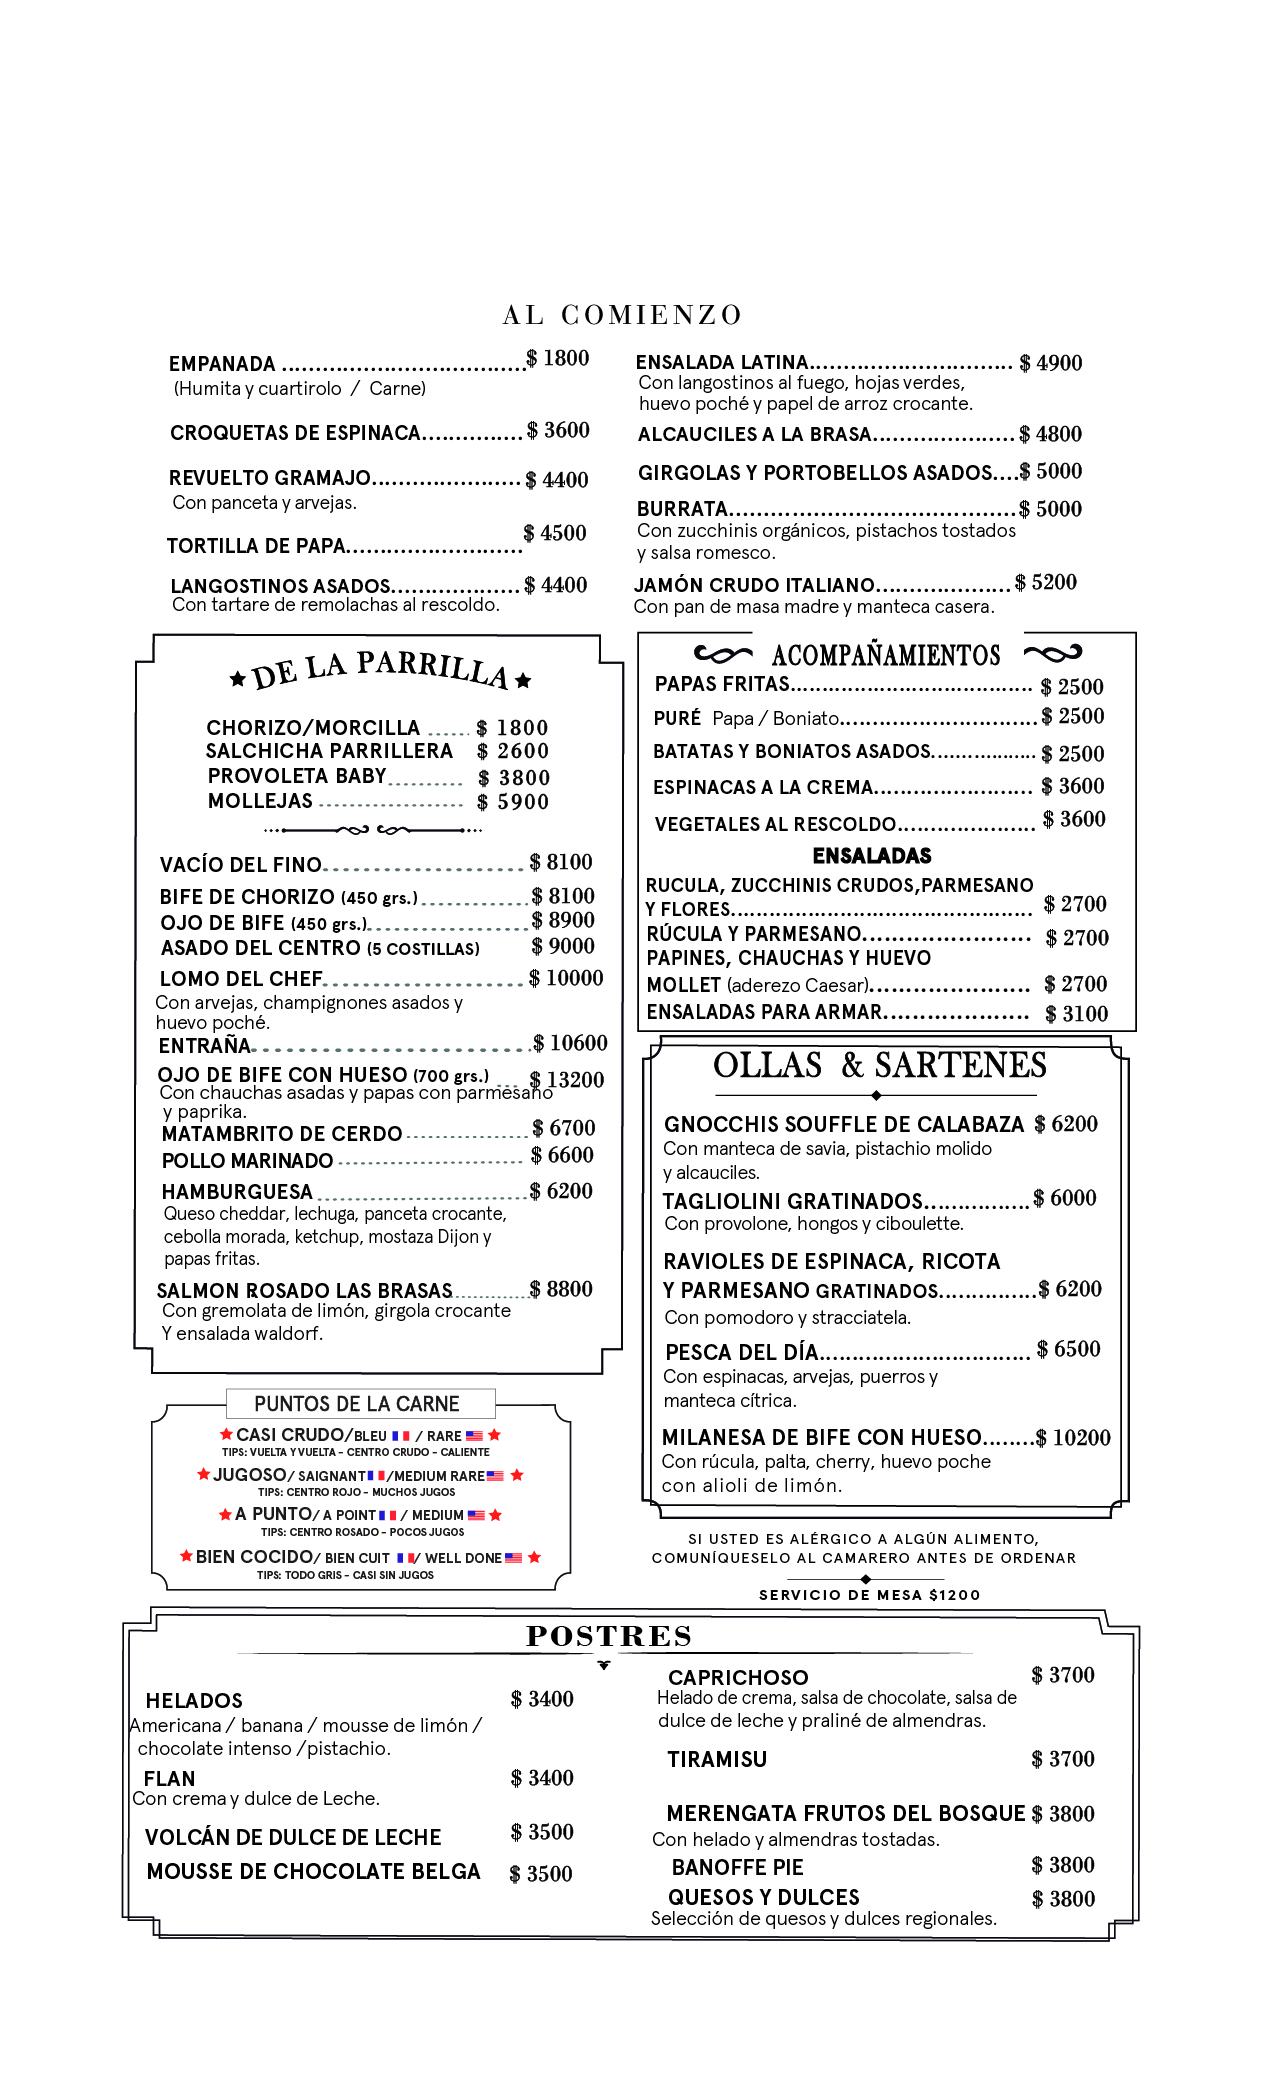 AL COMIENZO
EMPANADA ....................................$ 1800
(Humita y cuartirolo / Carne)
CROQUETAS DE ESPINACA...............$ 3600
REVUELTO GRAMAJO......................$ 4400
Con panceta y arvejas.
TORTILLA DE PAPA..........................$ 4500
LANGOSTINOS ASADOS...................$ 4400
Con tartare de remolachas al rescoldo.
ENSALADA LATINA..............................$ 4900
Con langostinos al fuego, hojas verdes,
huevo poché y papel de arroz crocante.
ALCAUCILES A LA BRASA.....................$ 4800
GIRGOLAS Y PORTOBELLOS ASADOS....$ 5000
BURRATA..........................................$ 5000
Con zucchinis orgánicos, pistachos tostados
y salsa romesco.
JAMÓN CRUDO ITALIANO....................$ 5200
Con pan de masa madre y manteca casera.
DE LA PARRILLA
CHORIZO/MORCILLA ...... $ 1800
SALCHICHA PARRILLERA $ 2600
PROVOLETA BABY........... $ 3800
MOLLEJAS ..................... $ 5900
VACÍO DEL FINO........................ $ 8100
BIFE DE CHORIZO (450 grs.)..............$ 8100
OJO DE BIFE (450 grs.)....................$ 8900
ASADO DEL CENTRO (5 COSTILLAS) $ 9000
LOMO DEL CHEF........................ $ 10000
Con arvejas, champignones asados y
huevo poché.
ENTRAÑA.............................$ 10600
OJO DE BIFE CON HUESO (700 grs.) ... $ 13200
Con chauchas asadas y papas con parmesano
y paprika.
MATAMBRITO DE CERDO................... $ 6700
POLLO MARINADO ............................ $ 6600
HAMBURGUESA ...............................$ 6200
Queso cheddar, lechuga, panceta crocante,
cebolla morada, ketchup, mostaza Dijon y
papas fritas.
SALMON ROSADO LAS BRASAS.............$ 8800
Con gremolata de limón, girgola crocante
Y ensalada waldorf.
ACOMPAÑAMIENTOS
PAPAS FRITAS..................................... $ 2500
PURÉ Papa / Boniato..............................$ 2500
BATATAS Y BONIATOS ASADOS.................. $ 2500
ESPINACAS A LA CREMA........................ $ 3600
VEGETALES AL RESCOLDO..................... $ 3600
ENSALADAS
RUCULA, ZUCCHINIS CRUDOS,PARMESANO
Y FLORES............................................. $ 2700
RÚCULA Y PARMESANO....................... $ 2700
PAPINES, CHAUCHAS Y HUEVO
MOLLET (aderezo Caesar)...................... $ 2700
ENSALADAS PARA ARMAR.................... $ 3100
OLLAS & SARTENES
GNOCCHIS SOUFFLE DE CALABAZA $ 6200
Con manteca de savia, pistachio molido
y alcauciles.
TAGLIOLINI GRATINADOS................$ 6000
Con provolone, hongos y ciboulette.
RAVIOLES DE ESPINACA, RICOTA
Y PARMESANO GRATINADOS...............$ 6200
Con pomodoro y stracciatela.
PESCA DEL DÍA................................ $ 6500
Con espinacas, arvejas, puerros y
manteca cítrica.
MILANESA DE BIFE CON HUESO........$ 10200
Con rúcula, palta, cherry, huevo poche
con alioli de limón.
PUNTOS DE LA CARNE
CASI CRUDO/BLEU / RARE
TIPS: VUELTA Y VUELTA - CENTRO CRUDO - CALIENTE
JUGOSO/ SAIGNANT /MEDIUM RARE
TIPS: CENTRO ROJO - MUCHOS JUGOS
A PUNTO/ A POINT / MEDIUM
TIPS: CENTRO ROSADO - POCOS JUGOS
BIEN COCIDO/ BIEN CUIT / WELL DONE
TIPS: TODO GRIS - CASI SIN JUGOS
SI USTED ES ALÉRGICO A ALGÚN ALIMENTO,
COMUNÍQUESELO AL CAMARERO ANTES DE ORDENAR
SERVICIO DE MESA $1200
POSTRES
HELADOS $ 3400
Americana / banana / mousse de limón /
chocolate intenso /pistachio.
FLAN $ 3400
Con crema y dulce de Leche.
VOLCÁN DE DULCE DE LECHE $ 3500
MOUSSE DE CHOCOLATE BELGA $ 3500
CAPRICHOSO $ 3700
Helado de crema, salsa de chocolate, salsa de
dulce de leche y praliné de almendras.
TIRAMISU $ 3700
MERENGATA FRUTOS DEL BOSQUE $ 3800
Con helado y almendras tostadas.
BANOFFE PIE $ 3800
QUESOS Y DULCES $ 3800
Selección de quesos y dulces regionales.